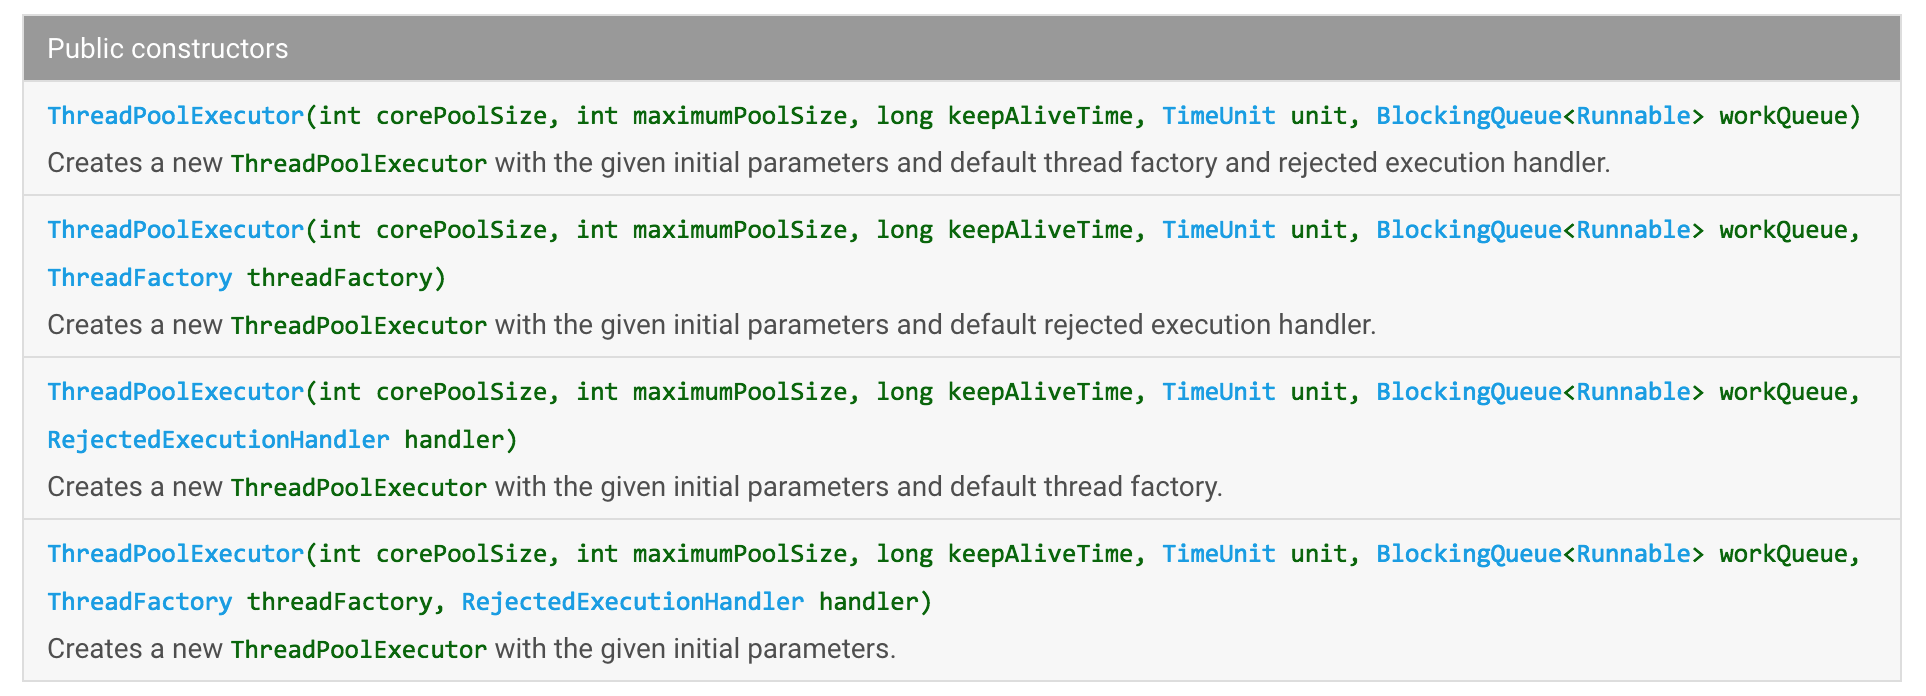 Public constructors
ThreadPoolExecutor(int corePoolSize, int maximumPoolSize, long keepAliveTime, TimeUnit unit, BlockingQueue<Runnable> workQueue)
Creates a new ThreadPoolExecutor with the given initial parameters and default thread factory and rejected execution handler.
ThreadPoolExecutor(int corePoolSize, int maximumPoolSize, long keepAliveTime, TimeUnit unit, BlockingQueue<Runnable> workQueue,
ThreadFactory threadFactory)
Creates a new ThreadPoolExecutor with the given initial parameters and default rejected execution handler.
ThreadPoolExecutor(int corePoolSize, int maximumPoolSize, long keepAliveTime, TimeUnit unit, BlockingQueue<Runnable> workQueue,
RejectedExecutionHandler handler)
Creates a new ThreadPoolExecutor with the given initial parameters and default thread factory.
ThreadPoolExecutor(int corePoolSize, int maximumPoolSize, long keepAliveTime, TimeUnit unit, BlockingQueue<Runnable> workQueue,
ThreadFactory threadFactory, RejectedExecutionHandler handler)
Creates a new ThreadPoolExecutor with the given initial parameters.